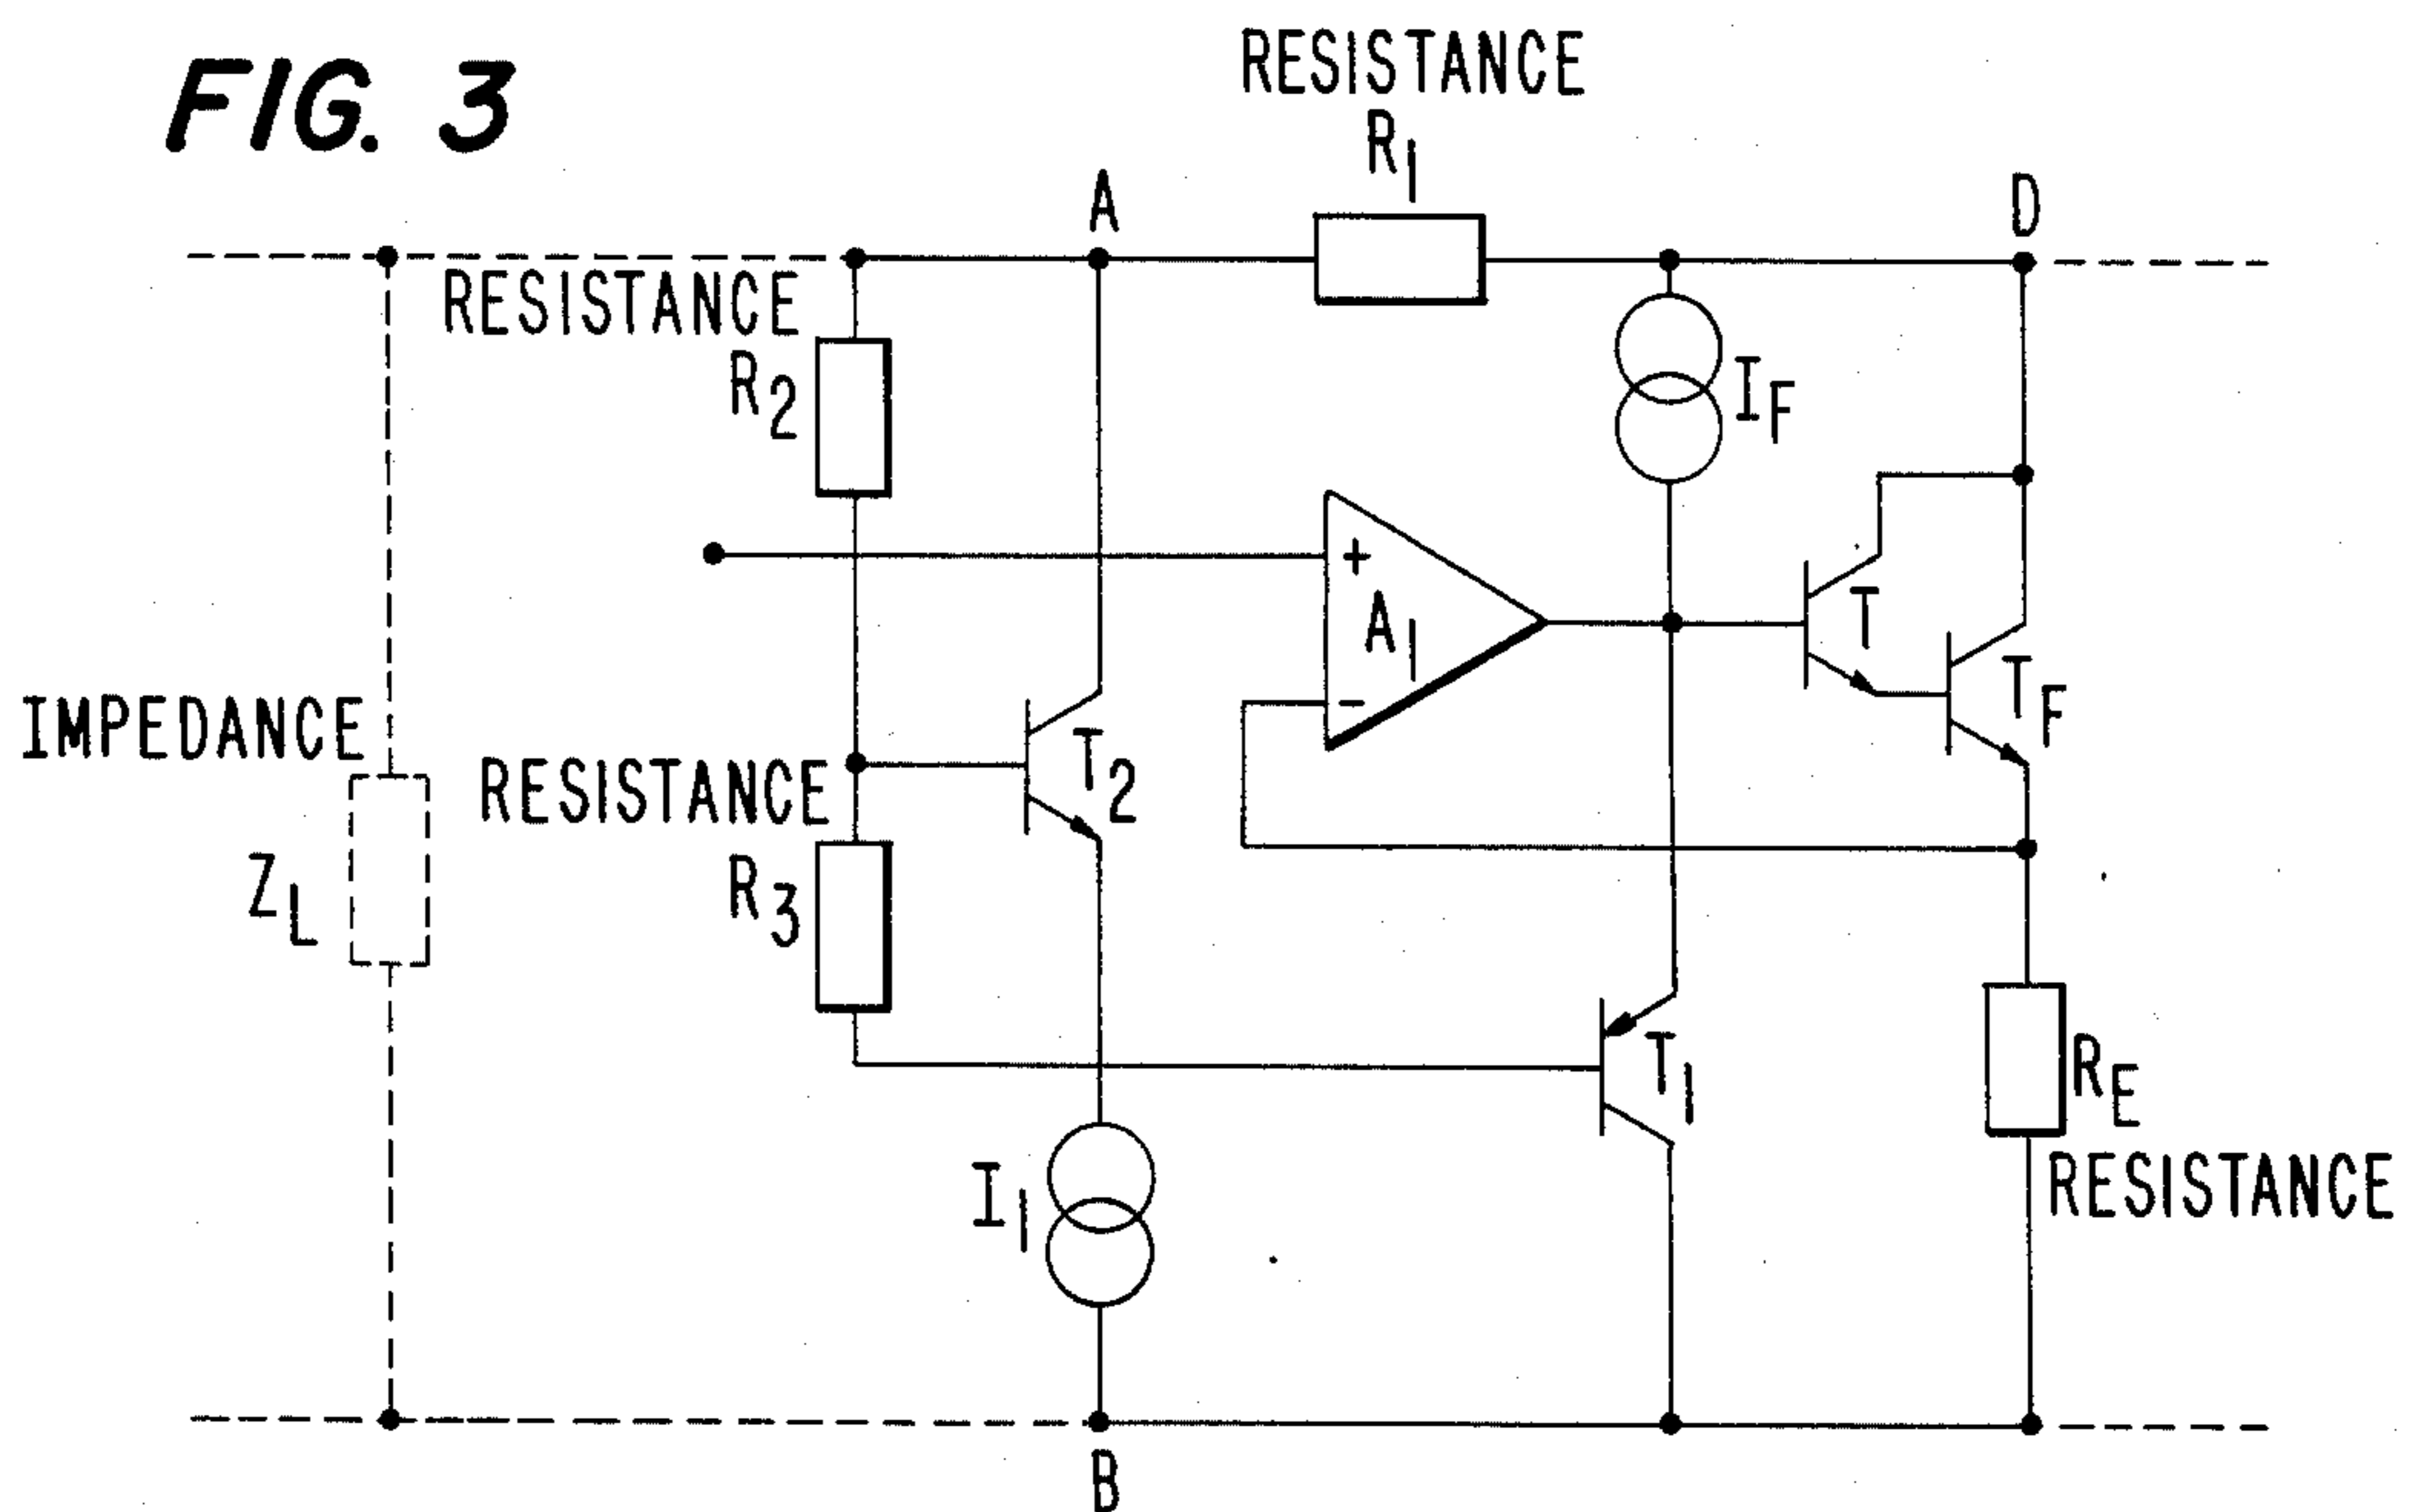 FIG. 3
RESISTANCE
R1
A
D
RESISTANCE
R2
IF
+
A1
T
-
TF
IMPEDANCE
ZL
RESISTANCE
R3
T2
T1
RE
RESISTANCE
I1
B